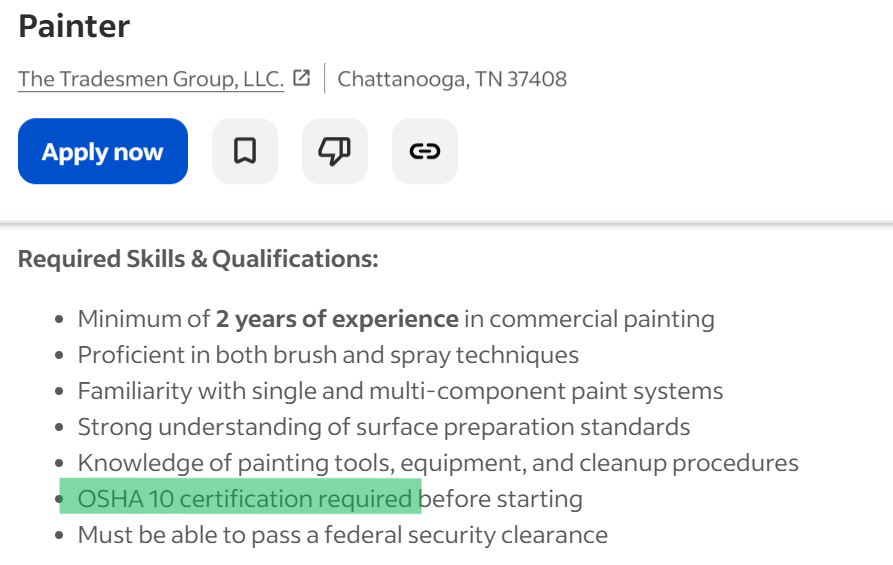 Painter
The Tradesmen Group, LLC. Chattanooga, TN 37408
Apply now
Required Skills & Qualifications:
• Minimum of 2 years of experience in commercial painting
• Proficient in both brush and spray techniques
• Familiarity with single and multi-component paint systems
• Strong understanding of surface preparation standards
• Knowledge of painting tools, equipment, and cleanup procedures
• OSHA 10 certification required before starting
• Must be able to pass a federal security clearance